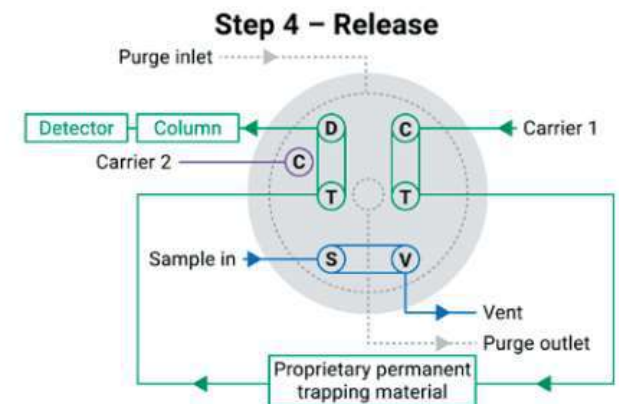 Step 4 – Release
Purge inlet
Detector
Column
D
C
Carrier 1
Carrier 2
C
T
T
Sample in
S
V
Vent
Purge outlet
Proprietary permanent
trapping material